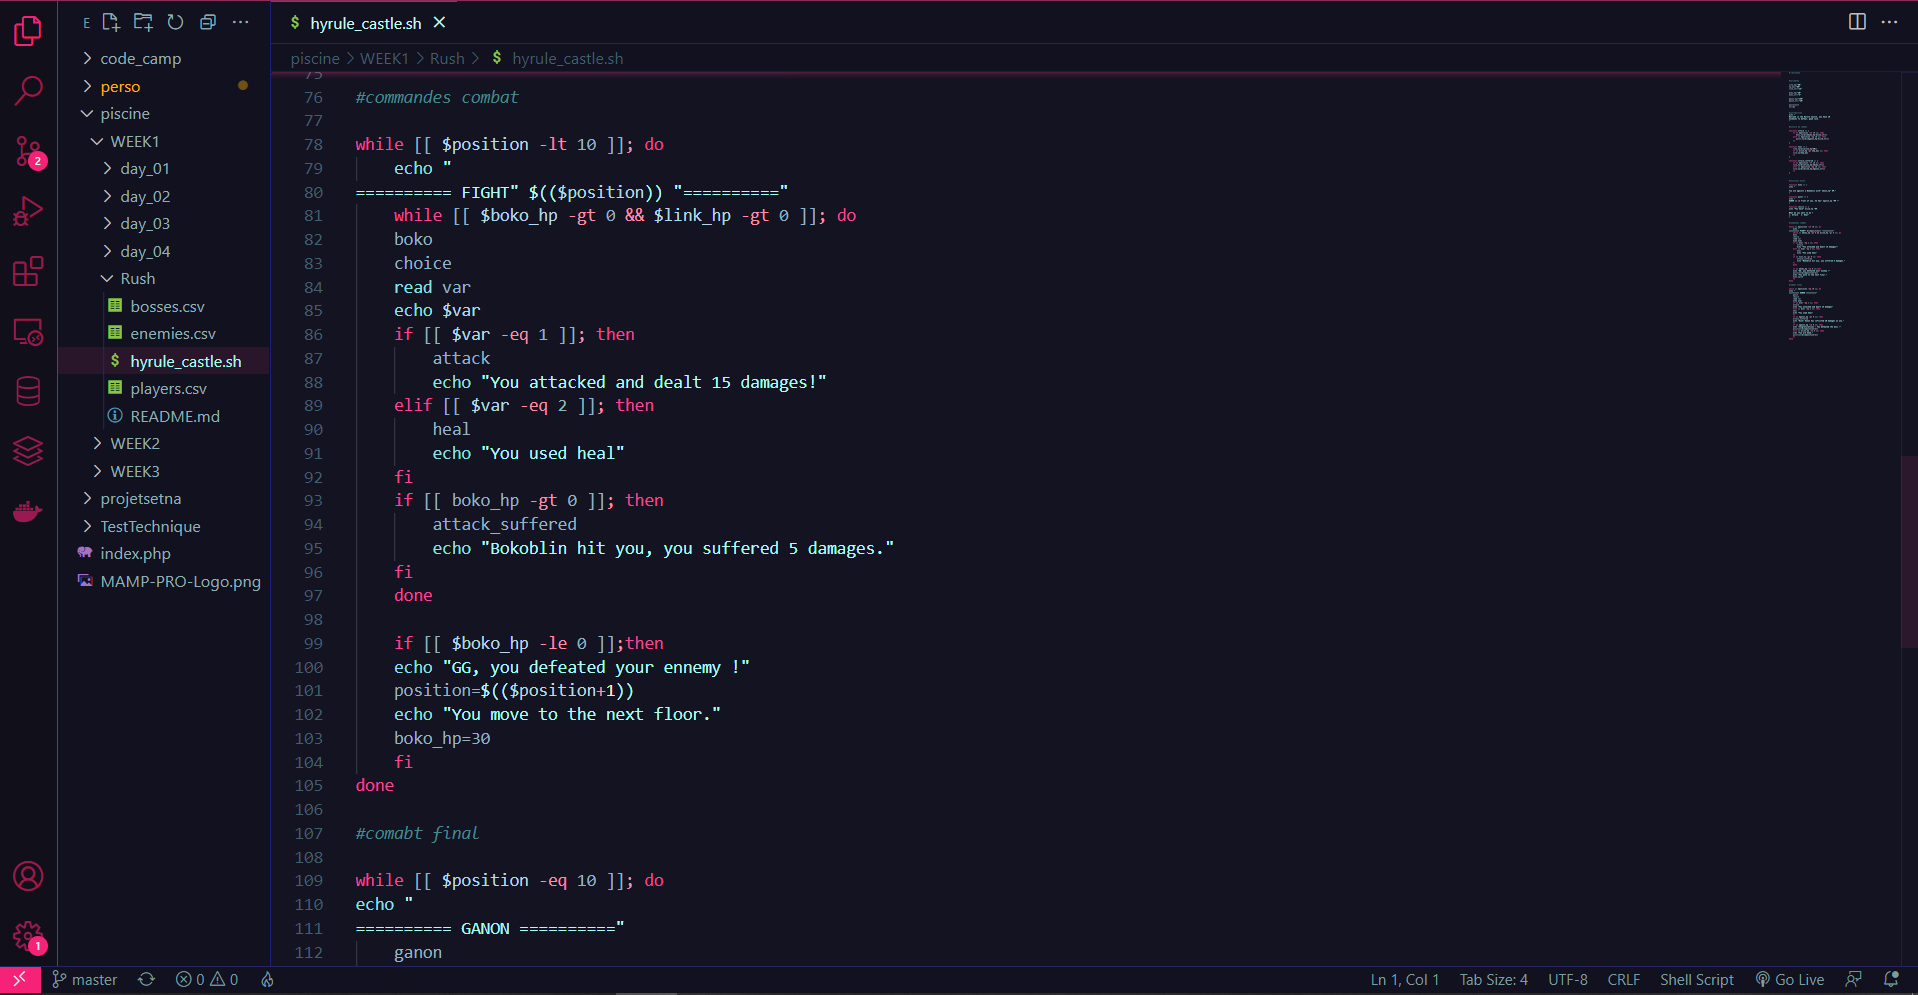 E
code_camp
perso
piscine
WEEK1
day_01
day_02
day_03
day_04
Rush
bosses.csv
enemies.csv
hyrule_castle.sh
players.csv
README.md
WEEK2
WEEK3
projetsetna
TestTechnique
index.php
MAMP-PRO-Logo.png
2
1
$ hyrule_castle.sh
piscine > WEEK1 > Rush > $ hyrule_castle.sh
75
76 #commandes combat
77
78 while [[ $position -lt 10 ]]; do
79     echo "
80 ========== FIGHT" $(($position)) "=========="
81     while [[ $boko_hp -gt 0 && $link_hp -gt 0 ]]; do
82     boko
83     choice
84     read var
85     echo $var
86     if [[ $var -eq 1 ]]; then
87         attack
88         echo "You attacked and dealt 15 damages!"
89     elif [[ $var -eq 2 ]]; then
90         heal
91         echo "You used heal"
92     fi
93     if [[ boko_hp -gt 0 ]]; then
94         attack_suffered
95         echo "Bokoblin hit you, you suffered 5 damages."
96     fi
97     done
98
99     if [[ $boko_hp -le 0 ]];then
100     echo "GG, you defeated your ennemy !"
101     position=$(($position+1))
102     echo "You move to the next floor."
103     boko_hp=30
104     fi
105 done
106
107 #comabt final
108
109 while [[ $position -eq 10 ]]; do
110 echo "
111 ========== GANON =========="
112     ganon
master 0 0 Ln 1, Col 1 Tab Size: 4 UTF-8 CRLF Shell Script Go Live